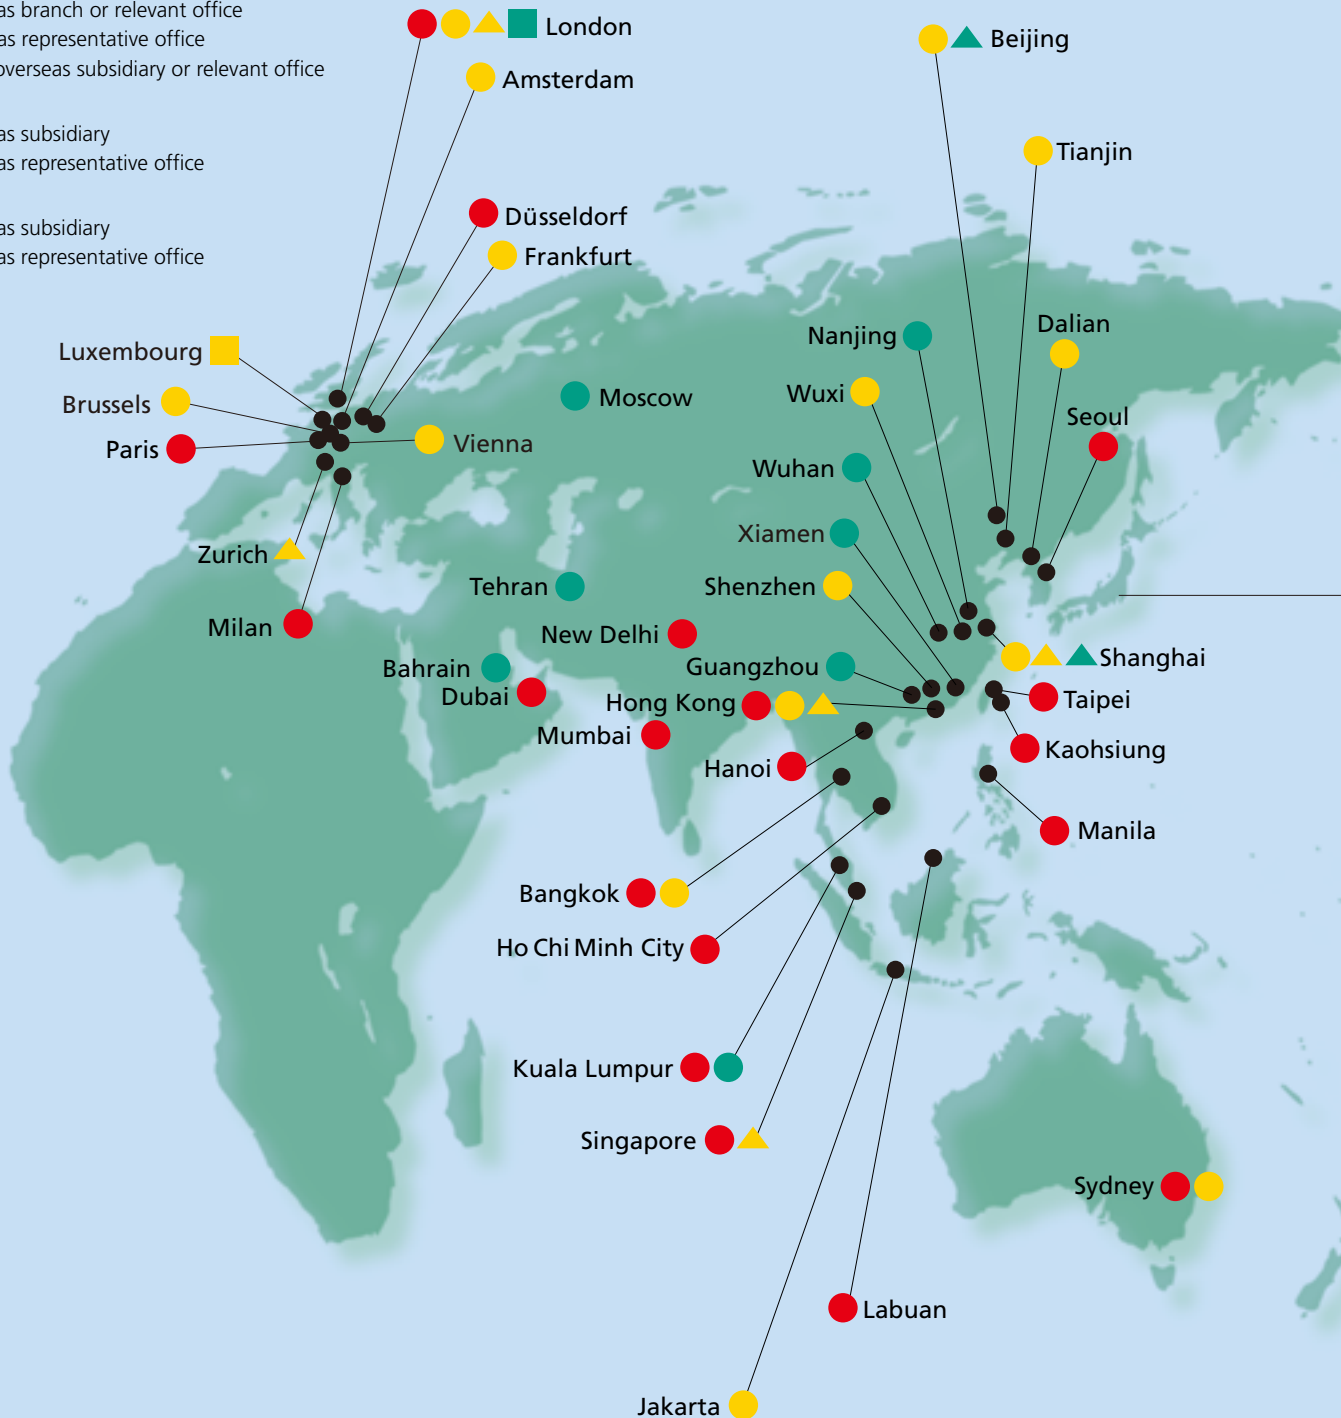 as branch or relevant office
as representative office
overseas subsidiary or relevant office
as subsidiary
as representative office
as subsidiary
as representative office
London
Amsterdam
Beijing
Tianjin
Düsseldorf
Frankfurt
Luxembourg
Brussels
Paris
Vienna
Moscow
Nanjing
Dalian
Wuxi
Seoul
Wuhan
Xiamen
Zurich
Tehran
Shenzhen
Milan
New Delhi
Bahrain
Guangzhou
Shanghai
Dubai
Hong Kong
Taipei
Mumbai
Hanoi
Kaohsiung
Manila
Bangkok
Ho Chi Minh City
Kuala Lumpur
Singapore
Sydney
Labuan
Jakarta